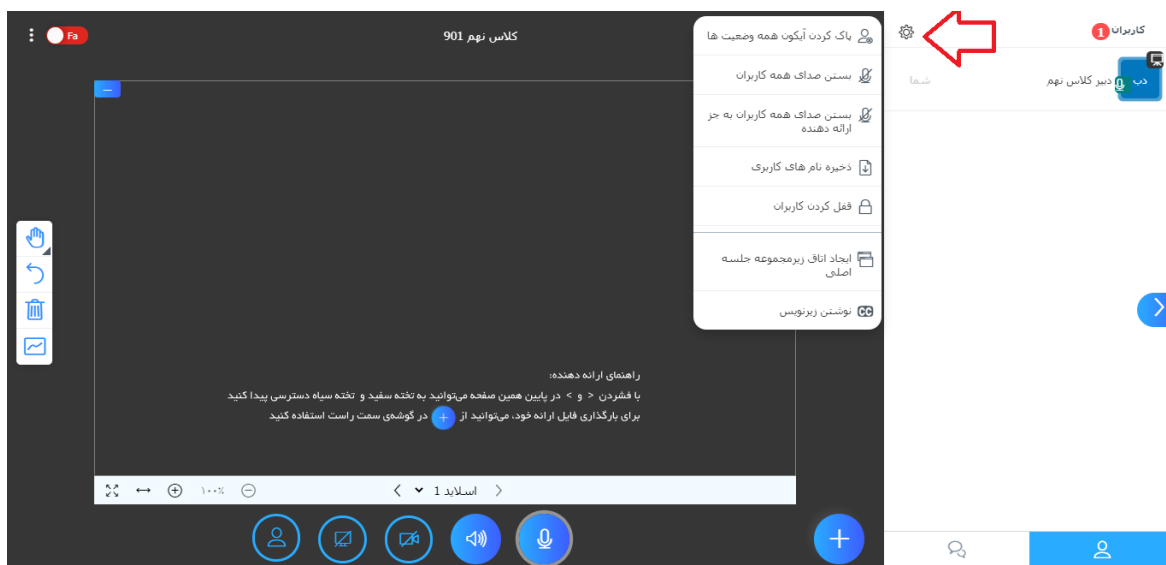 Fa
کلاس نهم 901
کاربران 1
دب
دبیر کلاس نهم
شما
پاک کردن آیکون همه وضعیت ها
بستن صدای همه کاربران
بستن صدای همه کاربران به جز
ارائه دهنده
ذخیره نام های کاربری
قفل کردن کاربران
ایجاد اتاق زیرمجموعه جلسه
اصلی
CC نوشتن زیرنویس
راهنمای ارائه دهنده:
با فشردن < و > در پایین همین صفحه می‌توانید به تخته سفید و تخته سیاه دسترسی پیدا کنید
برای بارگذاری فایل ارائه خود، می‌توانید از + در گوشه‌ی سمت راست استفاده کنید
اسلاید 1
۱۰۰%